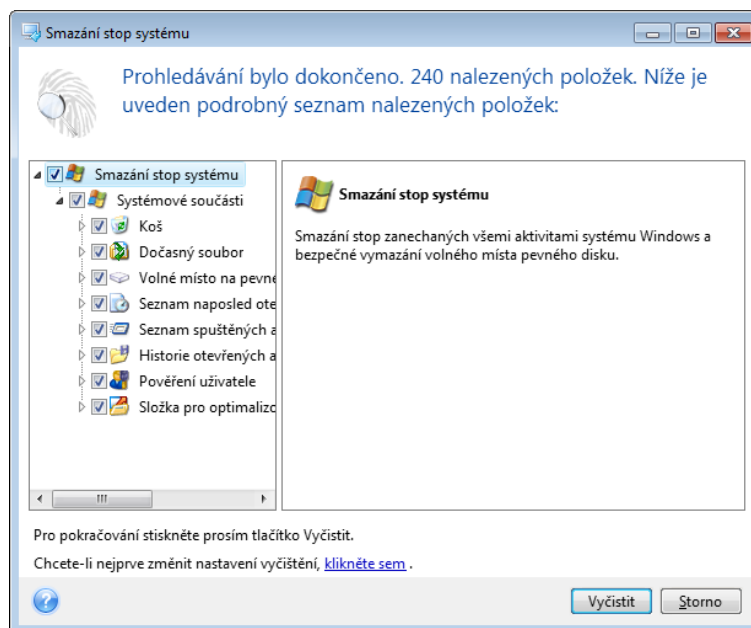 Smazání stop systému
Prohledávání bylo dokončeno. 240 nalezených položek. Níže je
uveden podrobný seznam nalezených položek:
Smazání stop systému
Systémové součásti
Koš
Dočasný soubor
Volné místo na pevné
Seznam naposled ote
Seznam spuštěných a
Historie otevřených a
Pověření uživatele
Složka pro optimalizo
Smazání stop systému
Smazání stop zanechaných všemi aktivitami systému Windows a
bezpečné vymazání volného místa pevného disku.
Pro pokračování stiskněte prosím tlačítko Vyčistit.
Chcete-li nejprve změnit nastavení vyčištění, klikněte sem .
Vyčistit
Storno